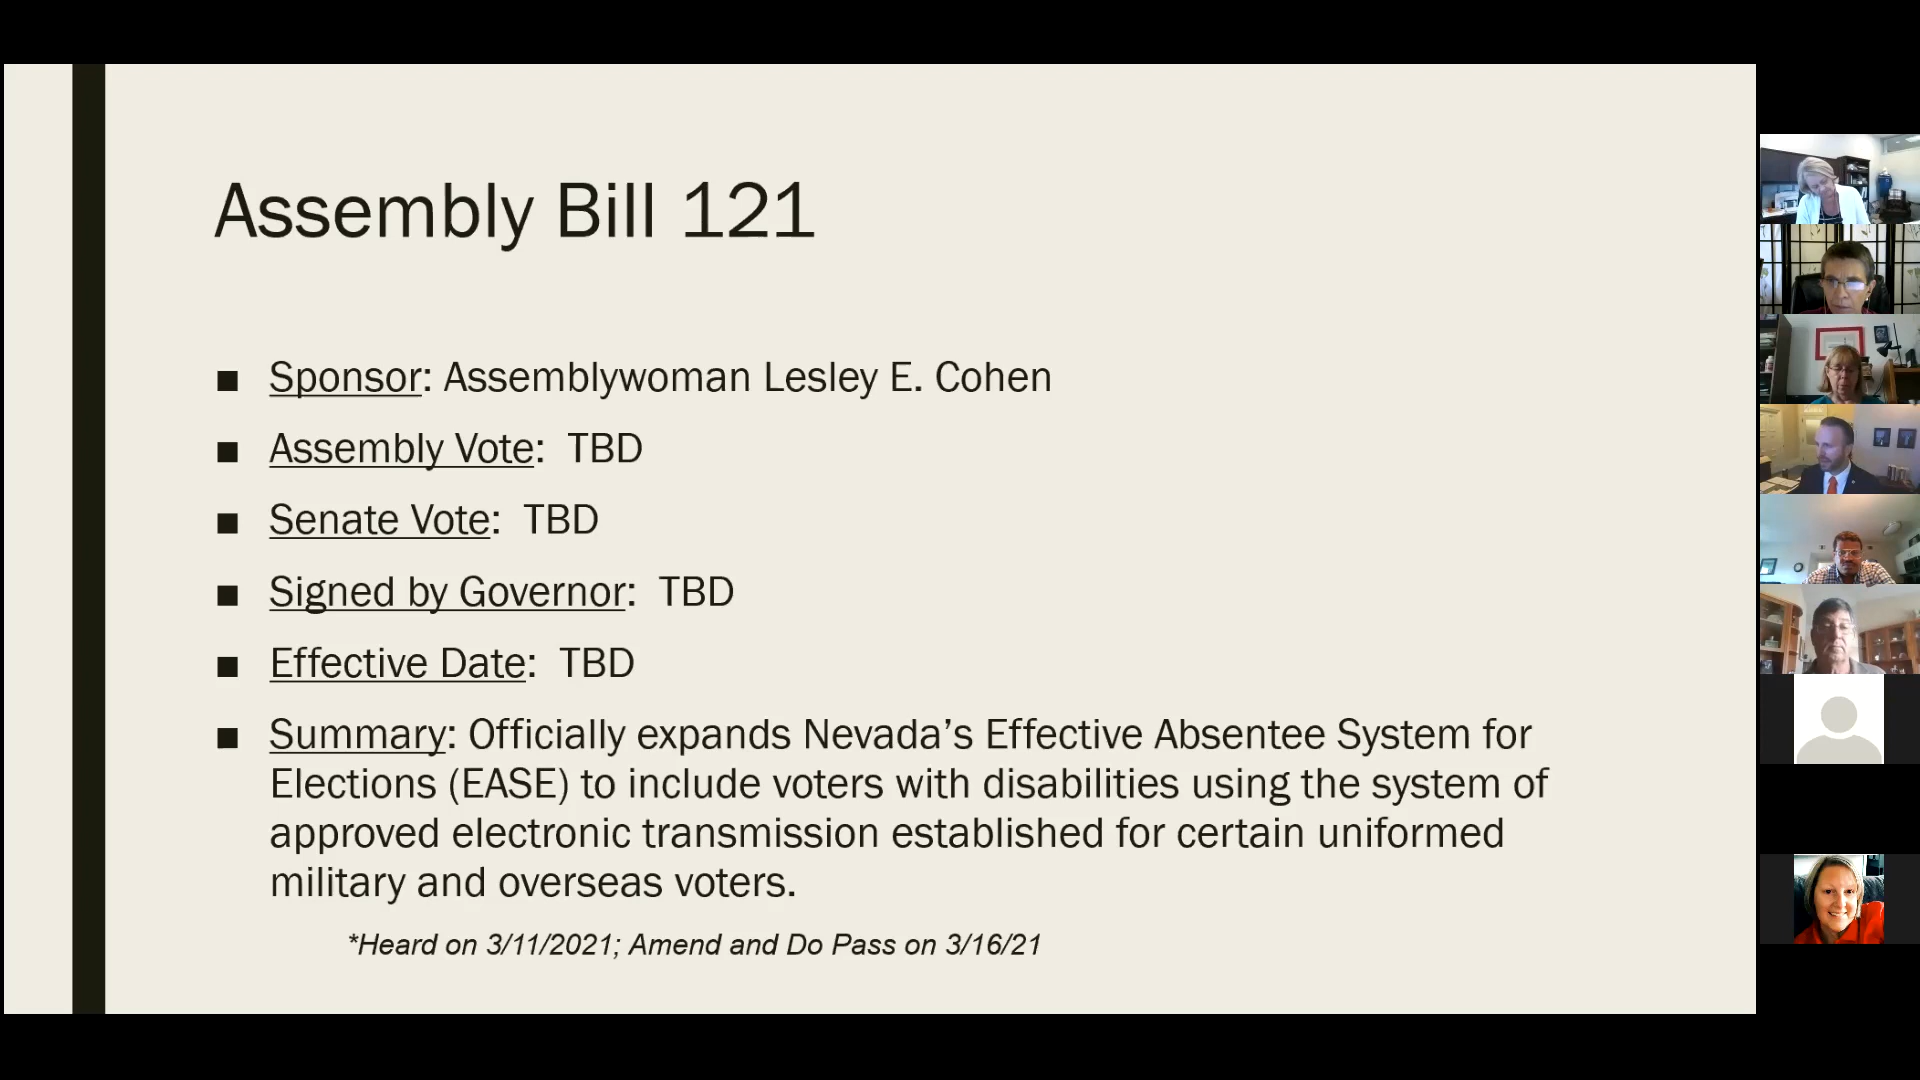 Assembly Bill 121
■ Sponsor: Assemblywoman Lesley E. Cohen
■ Assembly Vote: TBD
■ Senate Vote: TBD
■ Signed by Governor: TBD
■ Effective Date: TBD
■ Summary: Officially expands Nevada’s Effective Absentee System for
Elections (EASE) to include voters with disabilities using the system of
approved electronic transmission established for certain uniformed
military and overseas voters.
*Heard on 3/11/2021; Amend and Do Pass on 3/16/21